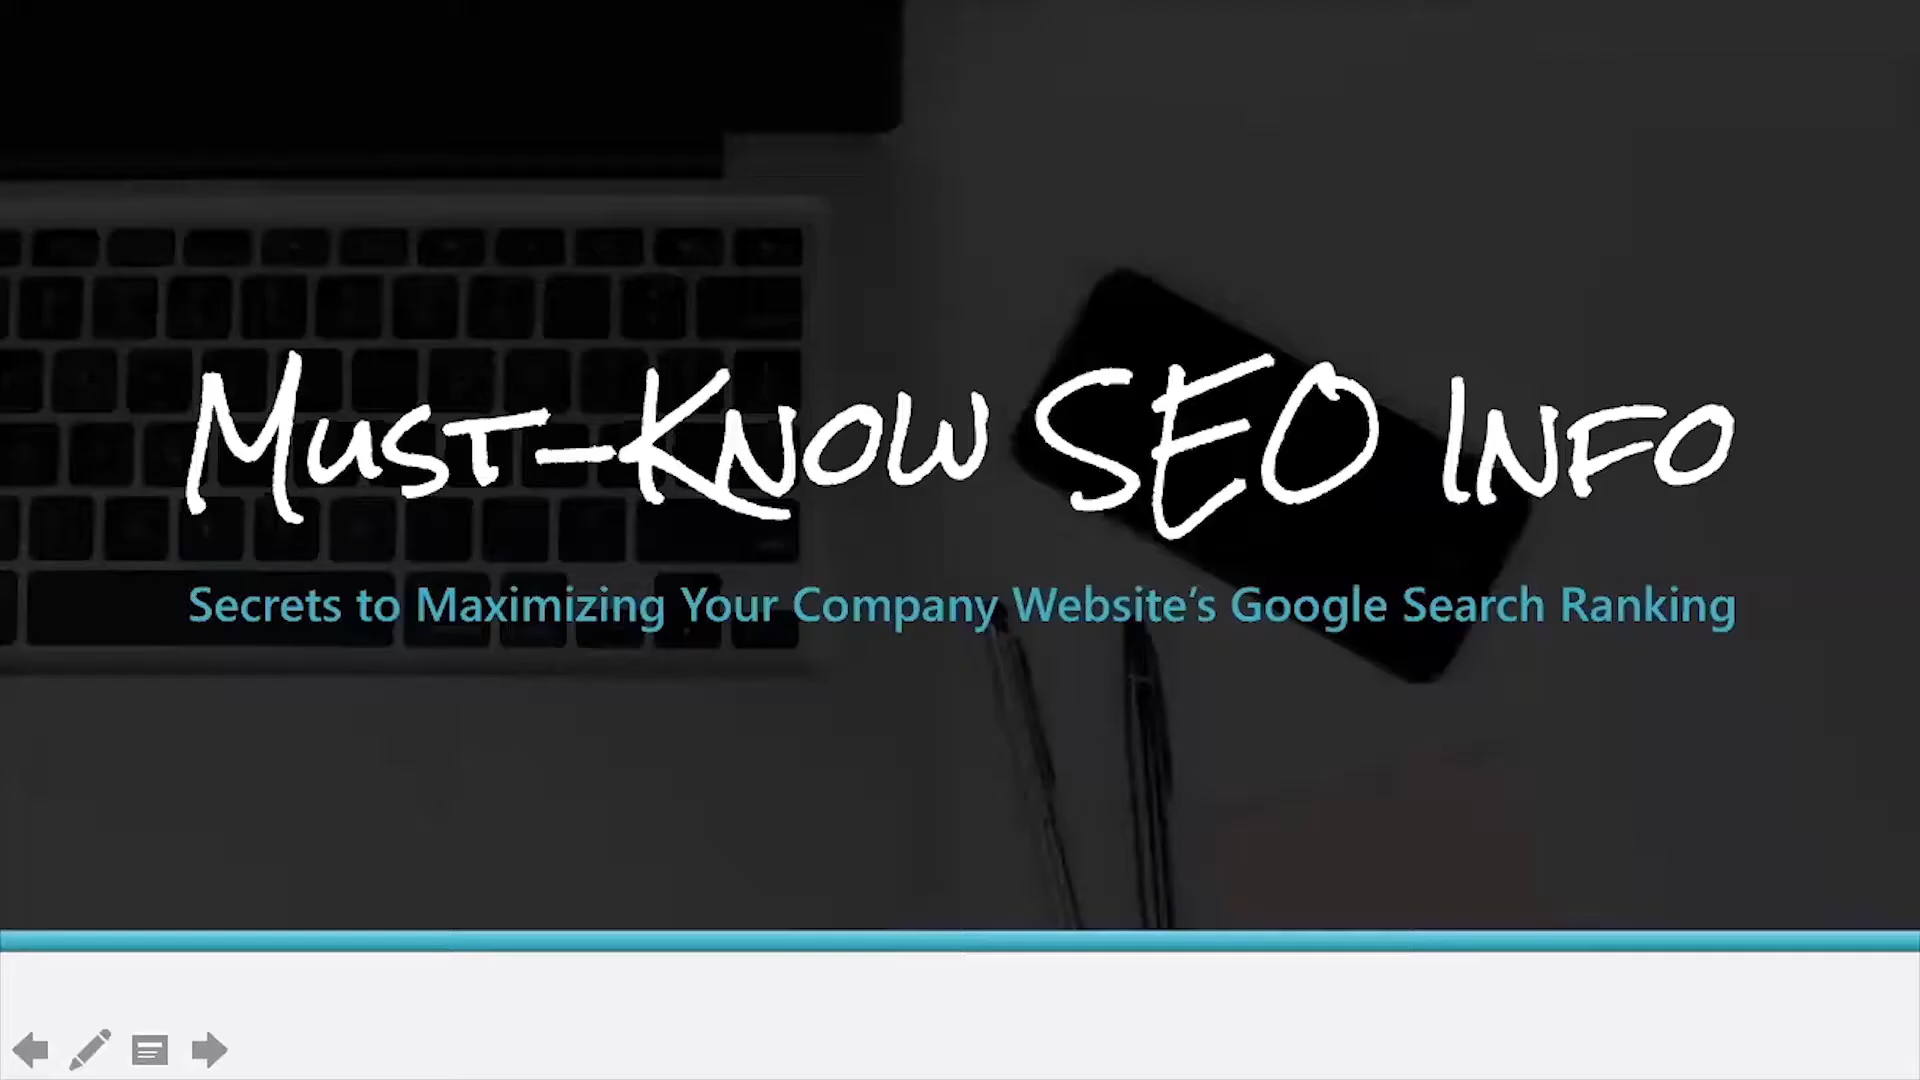 Must-Know SEO Info
Secrets to Maximizing Your Company Website's Google Search Ranking